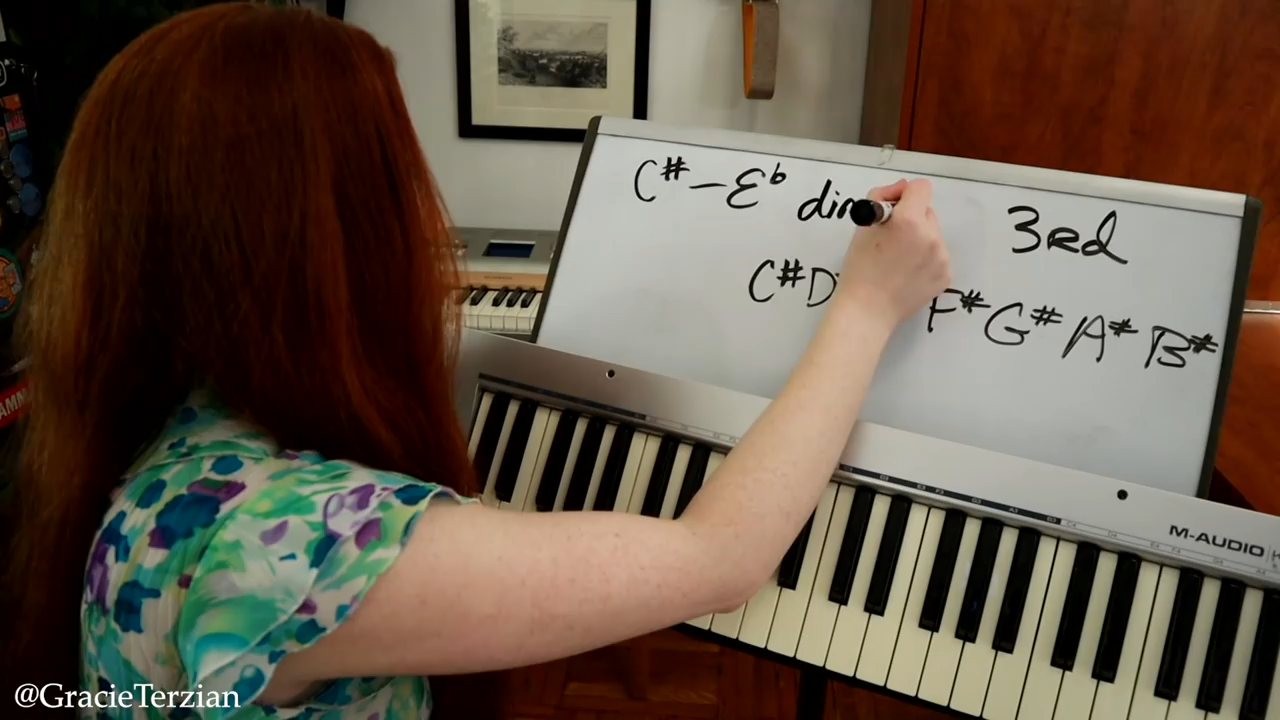 C# – E♭ dim
3rd
C# D F# G# A# B#
M-AUDIO
@GracieTerzian